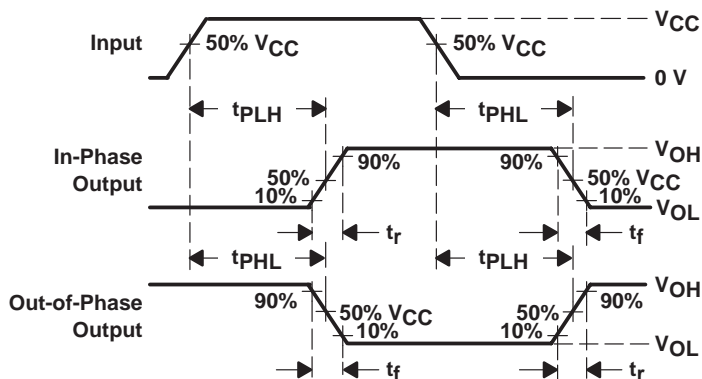 Input
50% VCC
50% VCC
VCC
0 V
tPLH
tPHL
In-Phase
Output
50%
10%
90%
90%
VOH
50% VCC
10%
VOL
tr
tf
tPHL
tPLH
Out-of-Phase
Output
90%
50% VCC
10%
50%
10%
90%
VOH
VOL
tf
tr